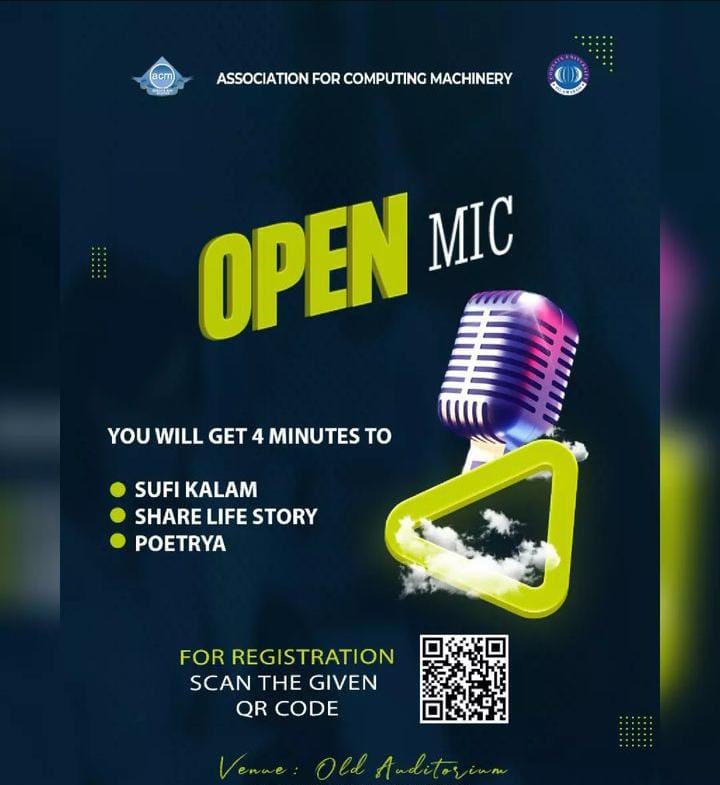 acm
ASSOCIATION FOR COMPUTING MACHINERY
OPEN MIC
YOU WILL GET 4 MINUTES TO
SUFI KALAM
SHARE LIFE STORY
POETRYA
FOR REGISTRATION
SCAN THE GIVEN
QR CODE
Venue : Old Auditorium